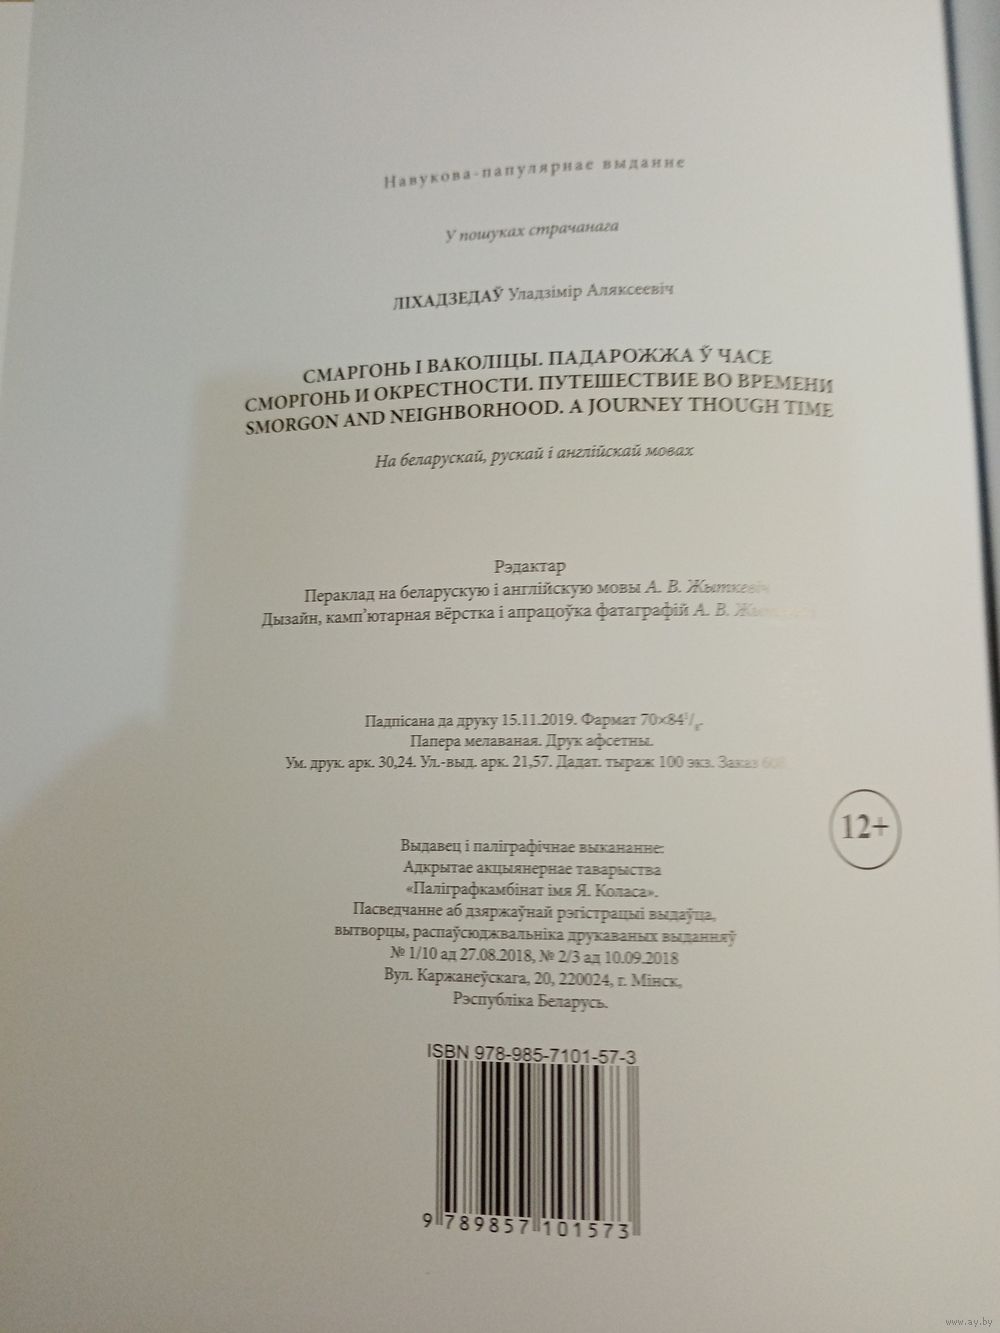 Навукова-папулярнае выданне
У пошуках страчанага
ЛІХАДЗЕДАЎ Уладзімір Аляксеевіч
СМАРГОНЬ І ВАКОЛІЦЫ. ПАДАРОЖЖА Ў ЧАСЕ
СМОРГОНЬ И ОКРЕСТНОСТИ. ПУТЕШЕСТВИЕ ВО ВРЕМЕНИ
SMORGON AND NEIGHBORHOOD. A JOURNEY THOUGH TIME
На беларускай, рускай і англійскай мовах
Рэдактар
Пераклад на беларускую і англійскую мовы А. В. Жыткевіч
Дызайн, камп'ютарная вёрстка і апрацоўка фатаграфій А. В.
Падпісана да друку 15.11.2019. Фармат 70×84¹/₈.
Папера мелаваная. Друк афсетны.
Ум. друк. арк. 30,24. Ул.-выд. арк. 21,57. Дадат. тыраж 100 экз. Заказ
12+
Выдавец і паліграфічнае выкананне:
Адкрытае акцыянернае таварыства
«Паліграфкамбінат імя Я. Коласа».
Пасведчанне аб дзяржаўнай рэгістрацыі выдаўца,
вытворцы, распаўсюджвальніка друкаваных выданняў
№ 1/10 ад 27.08.2018, № 2/3 ад 10.09.2018
Вул. Каржанеўскага, 20, 220024, г. Мінск,
Рэспубліка Беларусь.
ISBN 978-985-7101-57-3
9 789857 101573
www.ay.by